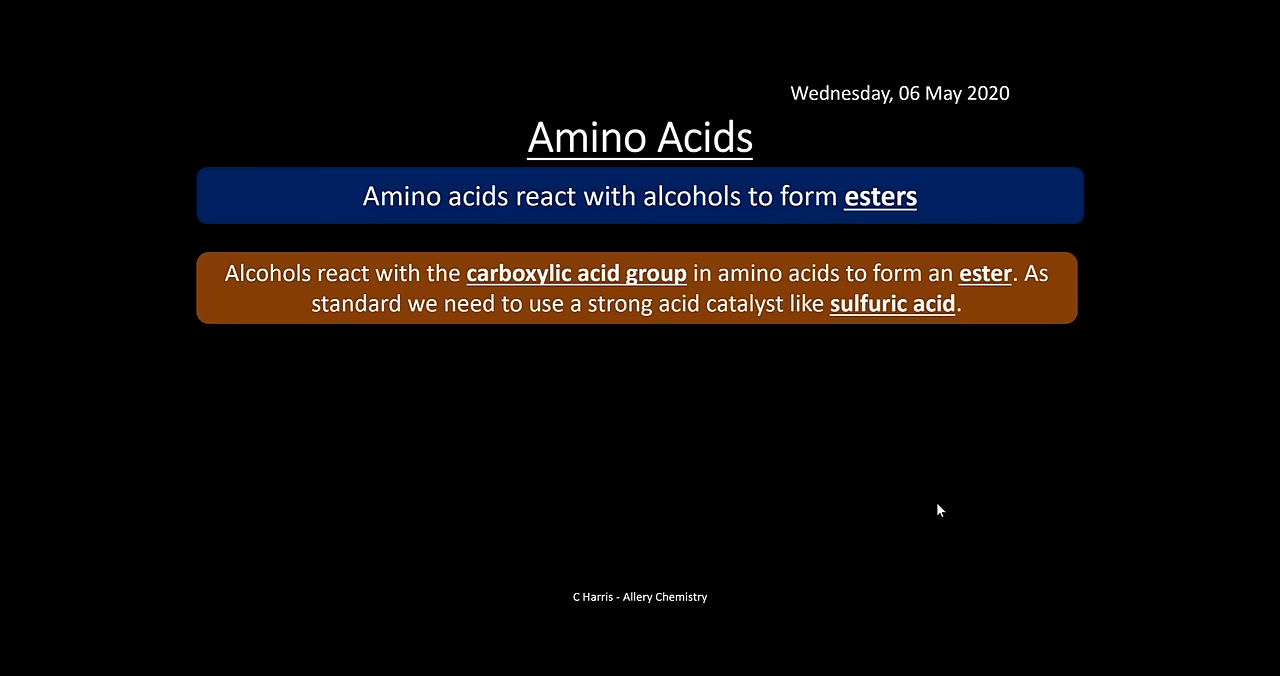 Wednesday, 06 May 2020
Amino Acids
Amino acids react with alcohols to form esters
Alcohols react with the carboxylic acid group in amino acids to form an ester. As
standard we need to use a strong acid catalyst like sulfuric acid.
C Harris - Allery Chemistry